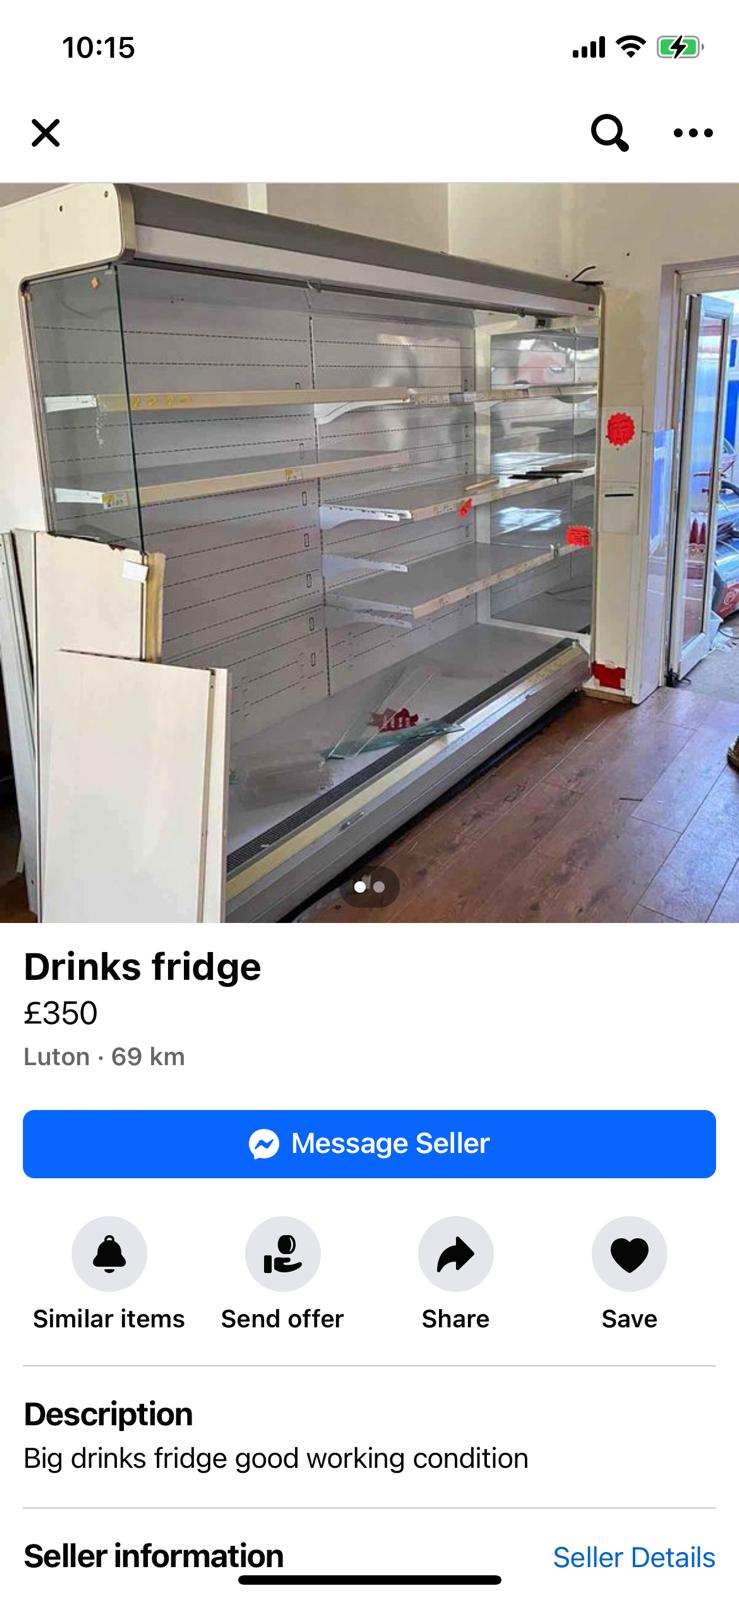 10:15
Drinks fridge
£350
Luton · 69 km
Message Seller
Similar items
Send offer
Share
Save
Description
Big drinks fridge good working condition
Seller information
Seller Details